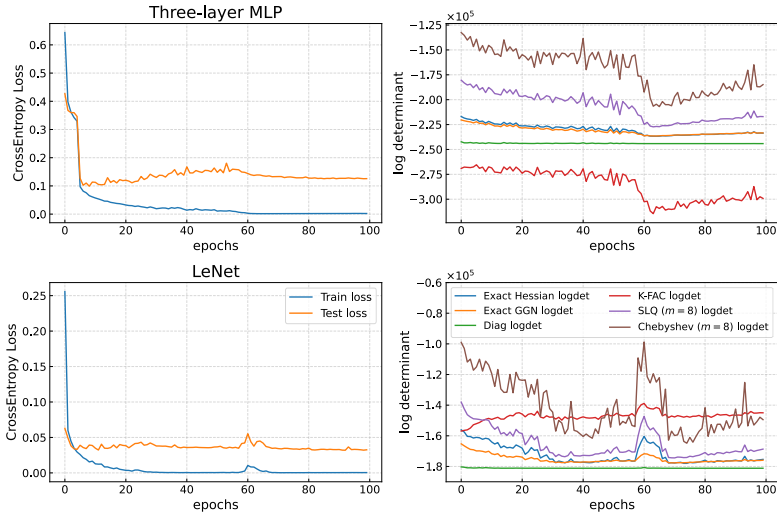 Three-layer MLP
CrossEntropy Loss
0.6
0.5
0.4
0.3
0.2
0.1
0.0
0 20 40 60 80 100
epochs
×10⁵
log determinant
−1.25
−1.50
−1.75
−2.00
−2.25
−2.50
−2.75
−3.00
0 20 40 60 80 100
epochs
LeNet
CrossEntropy Loss
0.25
0.20
0.15
0.10
0.05
0.00
Train loss
Test loss
0 20 40 60 80 100
epochs
×10⁵
log determinant
−0.6
−0.8
−1.0
−1.2
−1.4
−1.6
−1.8
Exact Hessian logdet
Exact GGN logdet
Diag logdet
K-FAC logdet
SLQ (m = 8) logdet
Chebyshev (m = 8) logdet
0 20 40 60 80 100
epochs